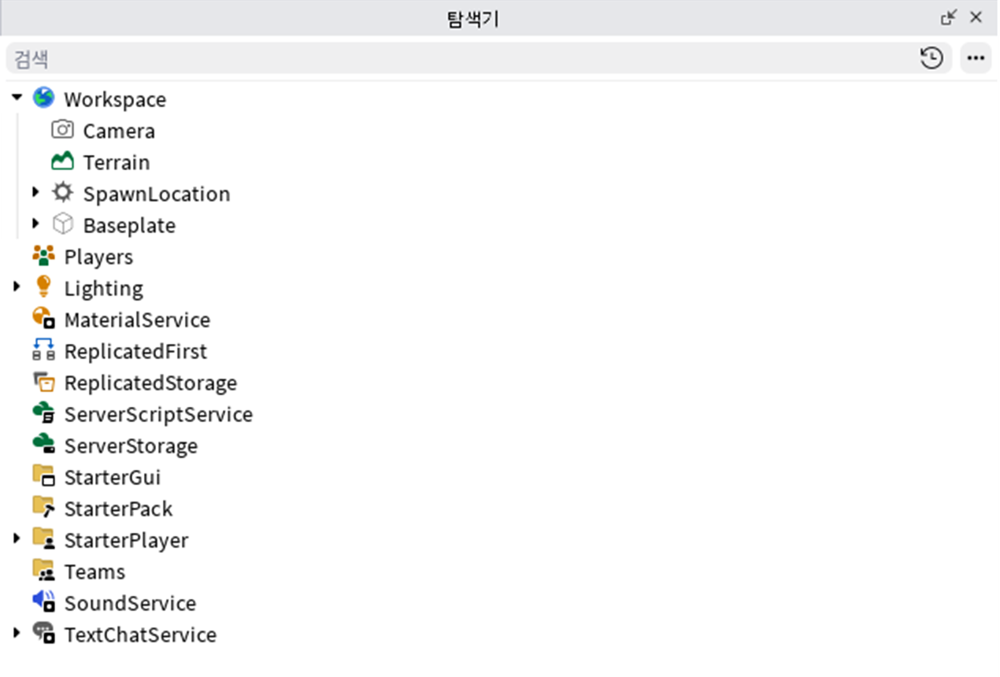 탐색기
검색
Workspace
Camera
Terrain
SpawnLocation
Baseplate
Players
Lighting
MaterialService
ReplicatedFirst
ReplicatedStorage
ServerScriptService
ServerStorage
StarterGui
StarterPack
StarterPlayer
Teams
SoundService
TextChatService